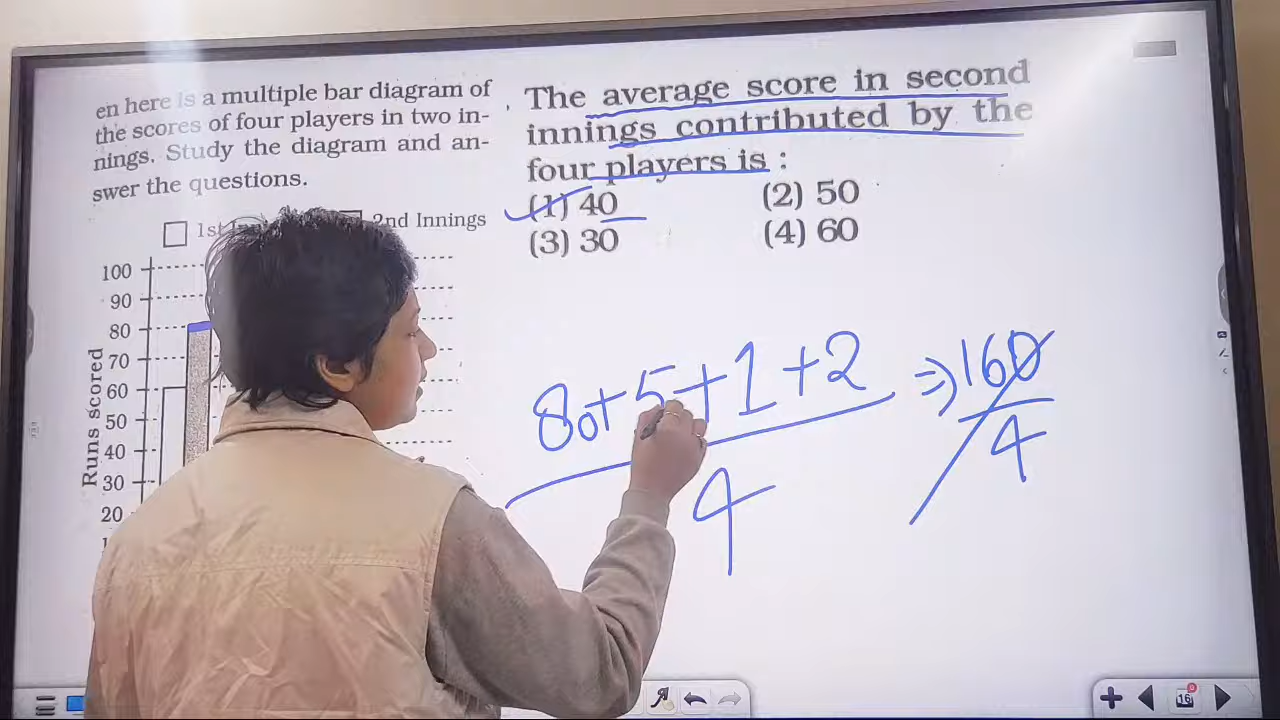 en here is a multiple bar diagram of
the scores of four players in two in-
nings. Study the diagram and an-
swer the questions.
2nd Innings
100
90
80
70
60
50
40
30
20
Runs scored
The average score in second
innings contributed by the
four players is :
(1) 40 (2) 50
(3) 30 (4) 60
80+5+1+2
4
⇒ 160
4
16